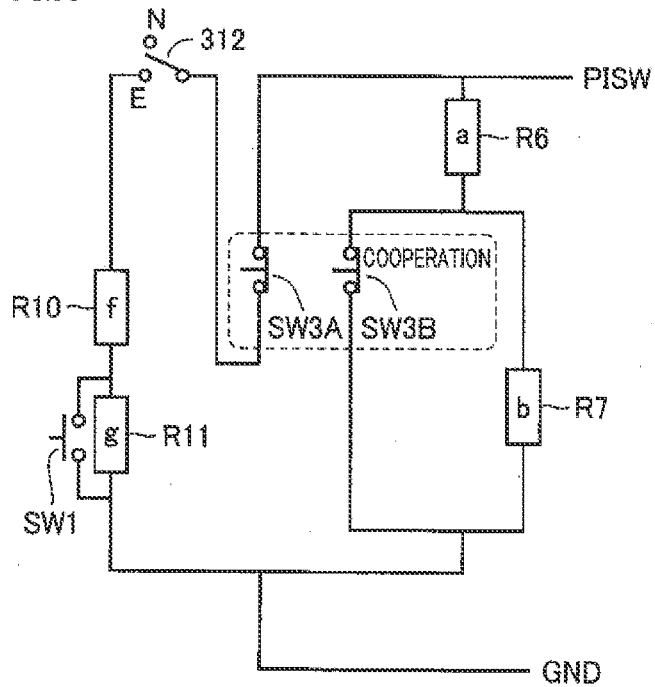 N
312
E
PISW
a
R6
COOPERATION
SW3A
SW3B
R10
f
b
R7
g
R11
SW1
GND